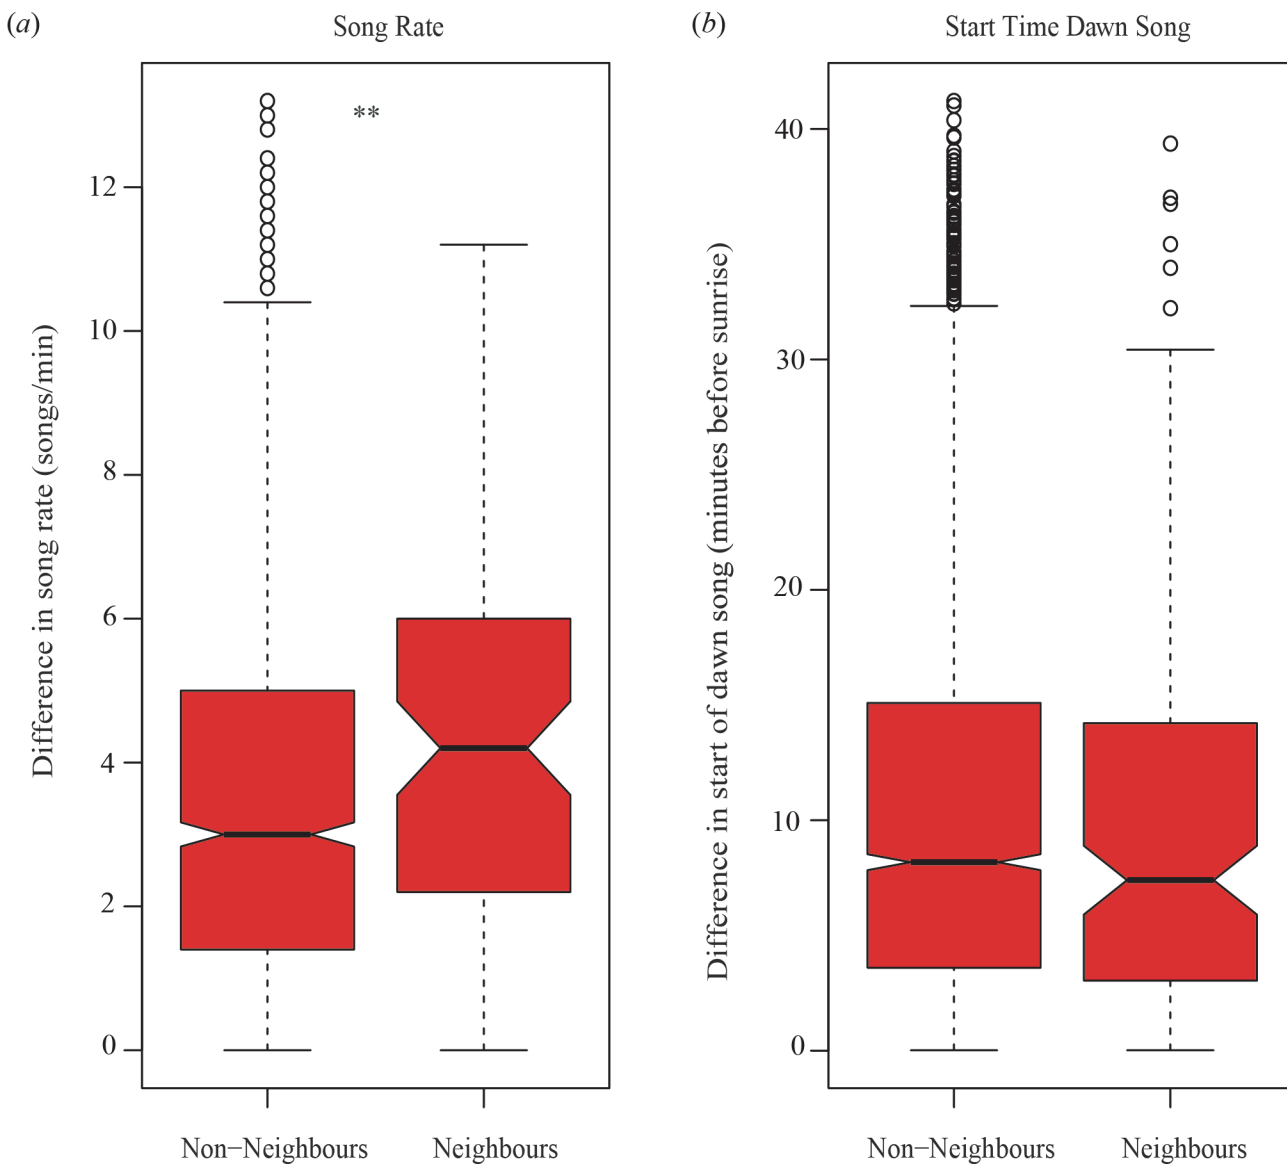 (a)
Song Rate
**
Difference in song rate (songs/min)
12
10
8
6
4
2
0
Non−Neighbours
Neighbours
(b)
Start Time Dawn Song
Difference in start of dawn song (minutes before sunrise)
40
30
20
10
0
Non−Neighbours
Neighbours